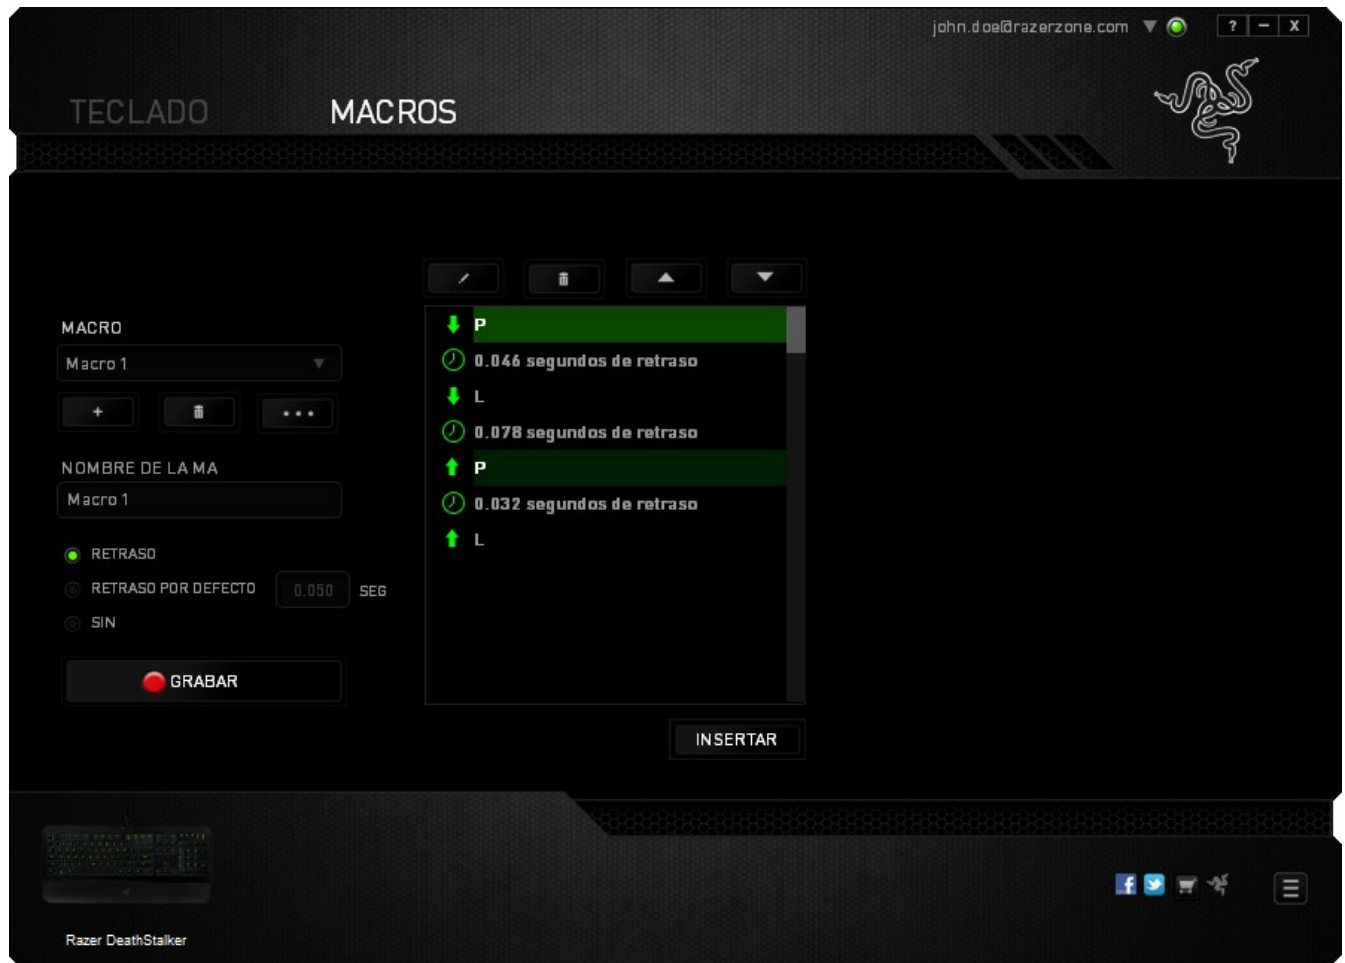 john.doe@razerzone.com
? – X
TECLADO
MACROS
MACRO
Macro 1
+
...
NOMBRE DE LA MA
Macro 1
RETRASO
RETRASO POR DEFECTO 0.050 SEG
SIN
GRABAR
P
0.046 segundos de retraso
L
0.078 segundos de retraso
P
0.032 segundos de retraso
L
INSERTAR
Razer DeathStalker